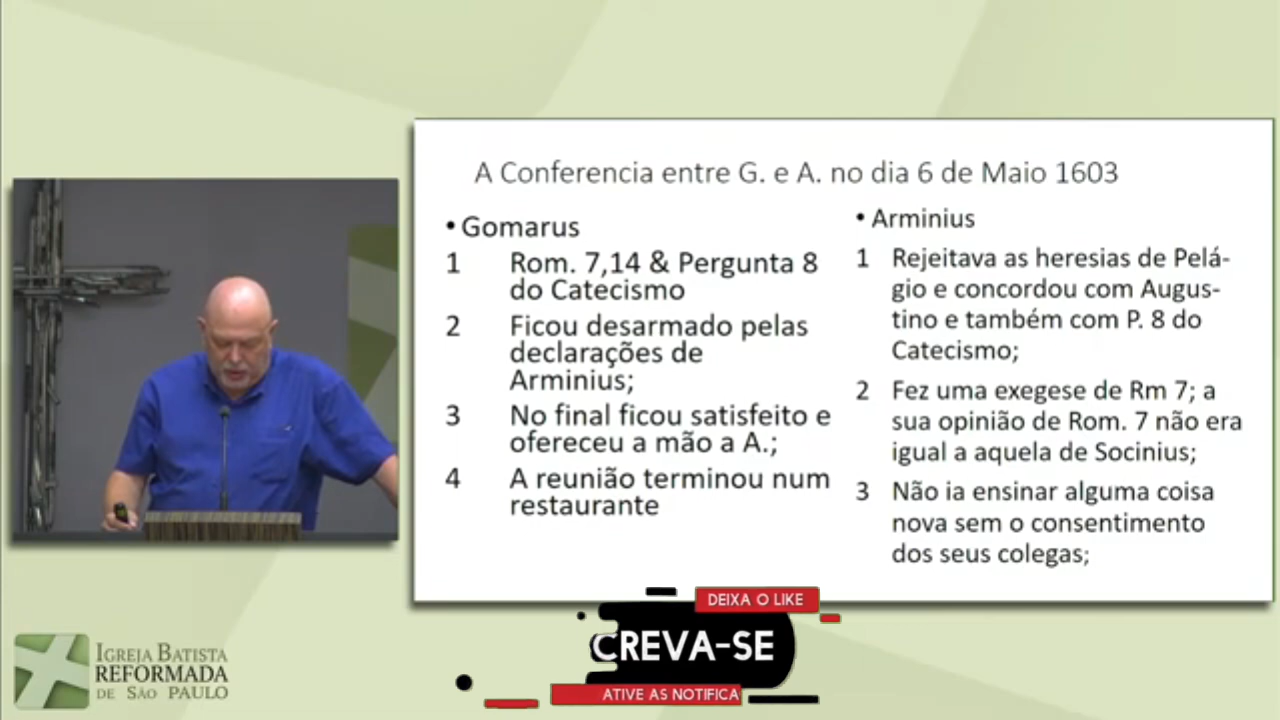 A Conferencia entre G. e A. no dia 6 de Maio 1603
• Gomarus
1 Rom. 7,14 & Pergunta 8
do Catecismo
2 Ficou desarmado pelas
declarações de
Arminius;
3 No final ficou satisfeito e
ofereceu a mão a A.;
4 A reunião terminou num
restaurante
• Arminius
1 Rejeitava as heresias de Pelá-
gio e concordou com Augus-
tino e também com P. 8 do
Catecismo;
2 Fez uma exegese de Rm 7; a
sua opinião de Rom. 7 não era
igual a aquela de Socinius;
3 Não ia ensinar alguma coisa
nova sem o consentimento
dos seus colegas;
DEIXA O LIKE
CREVA-SE
ATIVE AS NOTIFICA
IGREJA BATISTA
REFORMADA
DE SÃO PAULO